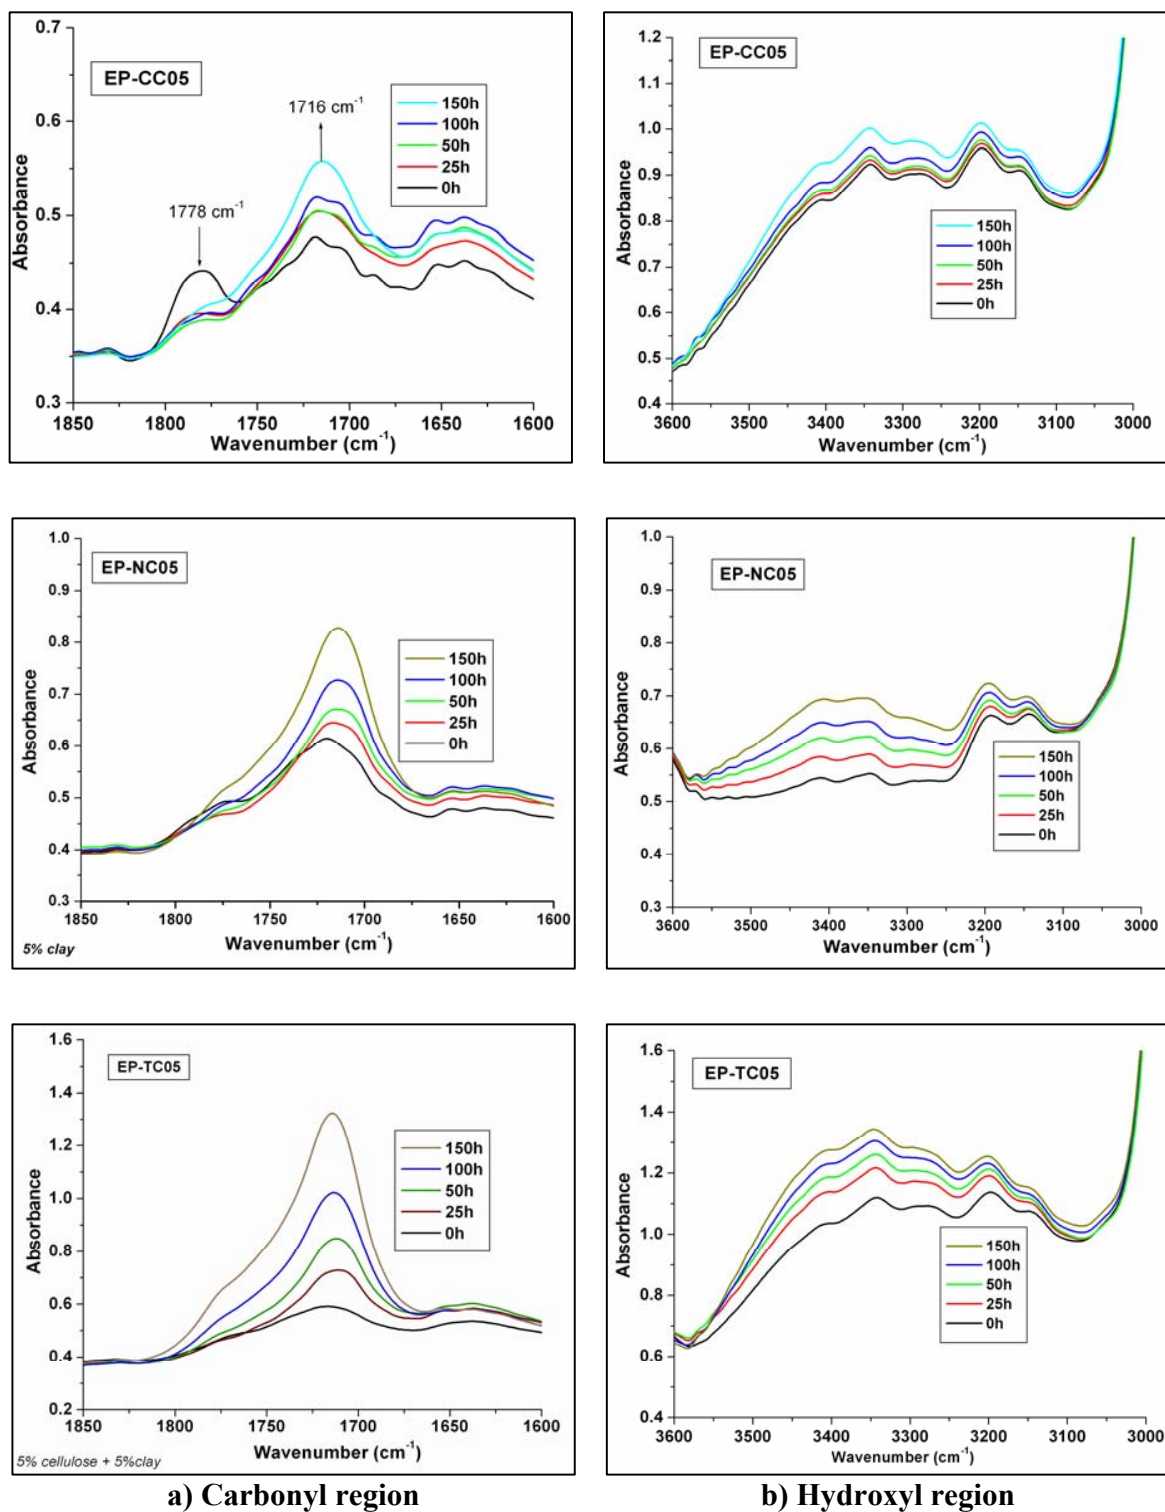 EP-CC05
1716 cm⁻¹
1778 cm⁻¹
150h
100h
50h
25h
0h
Absorbance
0.7
0.6
0.5
0.4
0.3
1850 1800 1750 1700 1650 1600
Wavenumber (cm⁻¹)
EP-CC05
150h
100h
50h
25h
0h
Absorbance
1.2
1.1
1.0
0.9
0.8
0.7
0.6
0.5
0.4
3600 3500 3400 3300 3200 3100 3000
Wavenumber (cm⁻¹)
EP-NC05
150h
100h
50h
25h
0h
Absorbance
1.0
0.9
0.8
0.7
0.6
0.5
0.4
0.3
1850 1800 1750 1700 1650 1600
Wavenumber (cm⁻¹)
5% clay
EP-NC05
150h
100h
50h
25h
0h
Absorbance
1.0
0.9
0.8
0.7
0.6
0.5
0.4
0.3
3600 3500 3400 3300 3200 3100 3000
Wavenumber (cm⁻¹)
EP-TC05
150h
100h
50h
25h
0h
Absorbance
1.6
1.4
1.2
1.0
0.8
0.6
0.4
0.2
1850 1800 1750 1700 1650 1600
Wavenumber (cm⁻¹)
5% cellulose + 5%clay
EP-TC05
150h
100h
50h
25h
0h
Absorbance
1.6
1.4
1.2
1.0
0.8
0.6
0.4
3600 3500 3400 3300 3200 3100 3000
Wavenumber (cm⁻¹)
a) Carbonyl region
b) Hydroxyl region